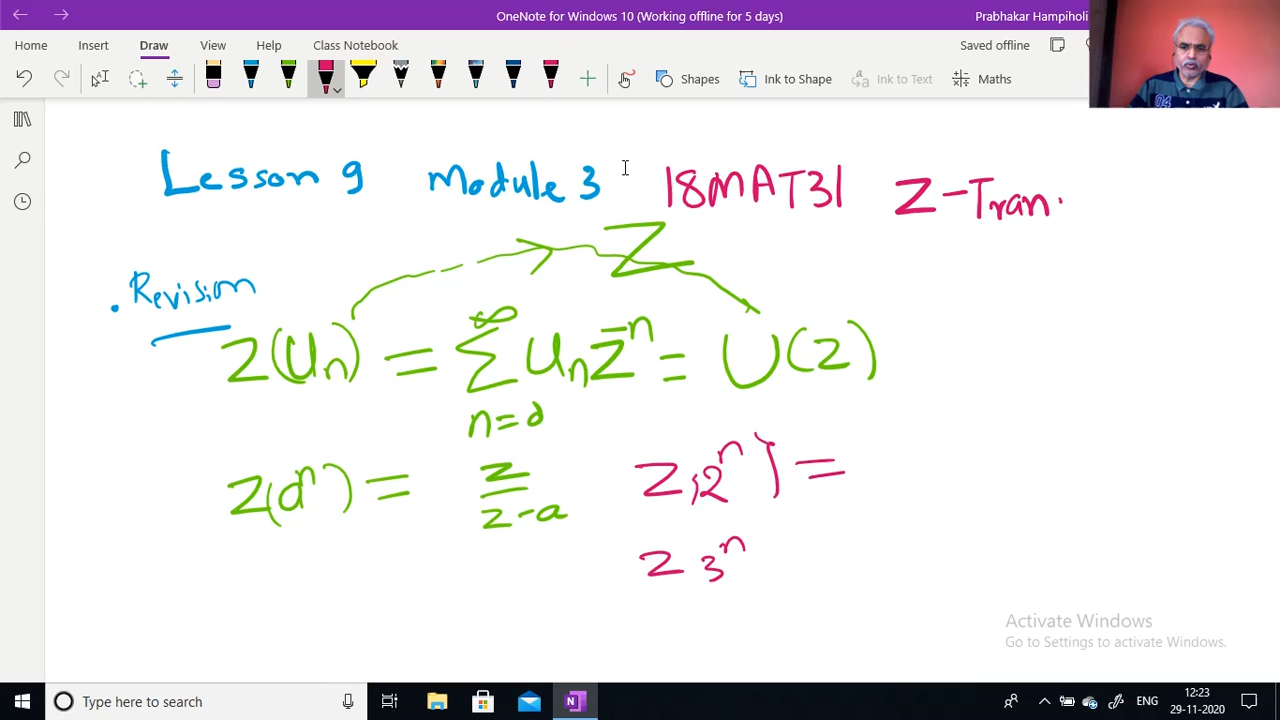 OneNote for Windows 10 (Working offline for 5 days) Prabhakar Hampiholi
Home Insert Draw View Help Class Notebook Saved offline
Shapes Ink to Shape Ink to Text Maths
04
Lesson 9 Module 3 18MAT31 Z-Tran.
Z
. Revision
Z(Un) = ∞∑n=0 Un z⁻ⁿ = U(z)
Z(aⁿ) = z/(z-a) Z(2ⁿ) =
Z 3ⁿ
Activate Windows
Go to Settings to activate Windows.
Type here to search ENG 12:23
29-11-2020